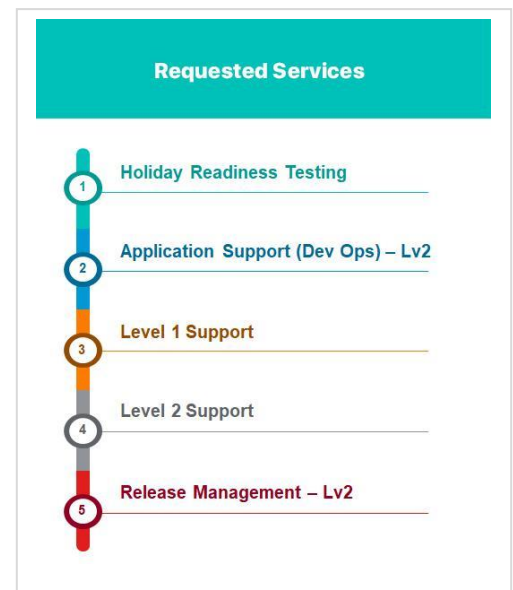 Requested Services
1
Holiday Readiness Testing
2
Application Support (Dev Ops) – Lv2
3
Level 1 Support
4
Level 2 Support
5
Release Management – Lv2